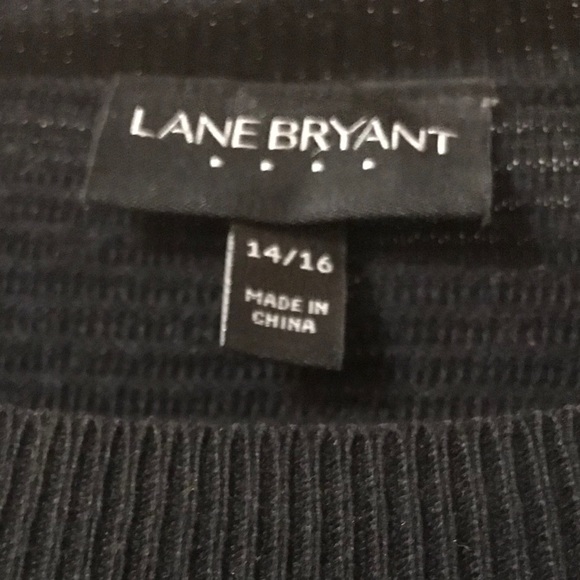 LANE BRYANT
14/16
MADE IN
CHINA